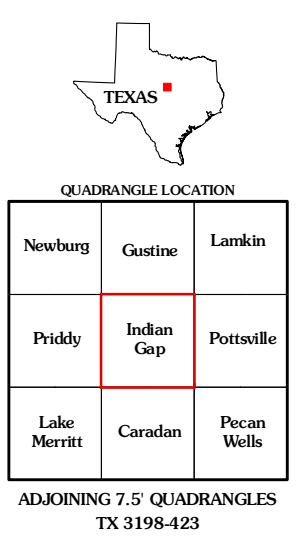 TEXAS
QUADRANGLE LOCATION
Newburg
Gustine
Lamkin
Priddy
Indian
Gap
Pottsville
Lake
Merritt
Caradan
Pecan
Wells
ADJOINING 7.5' QUADRANGLES
TX 3198-423